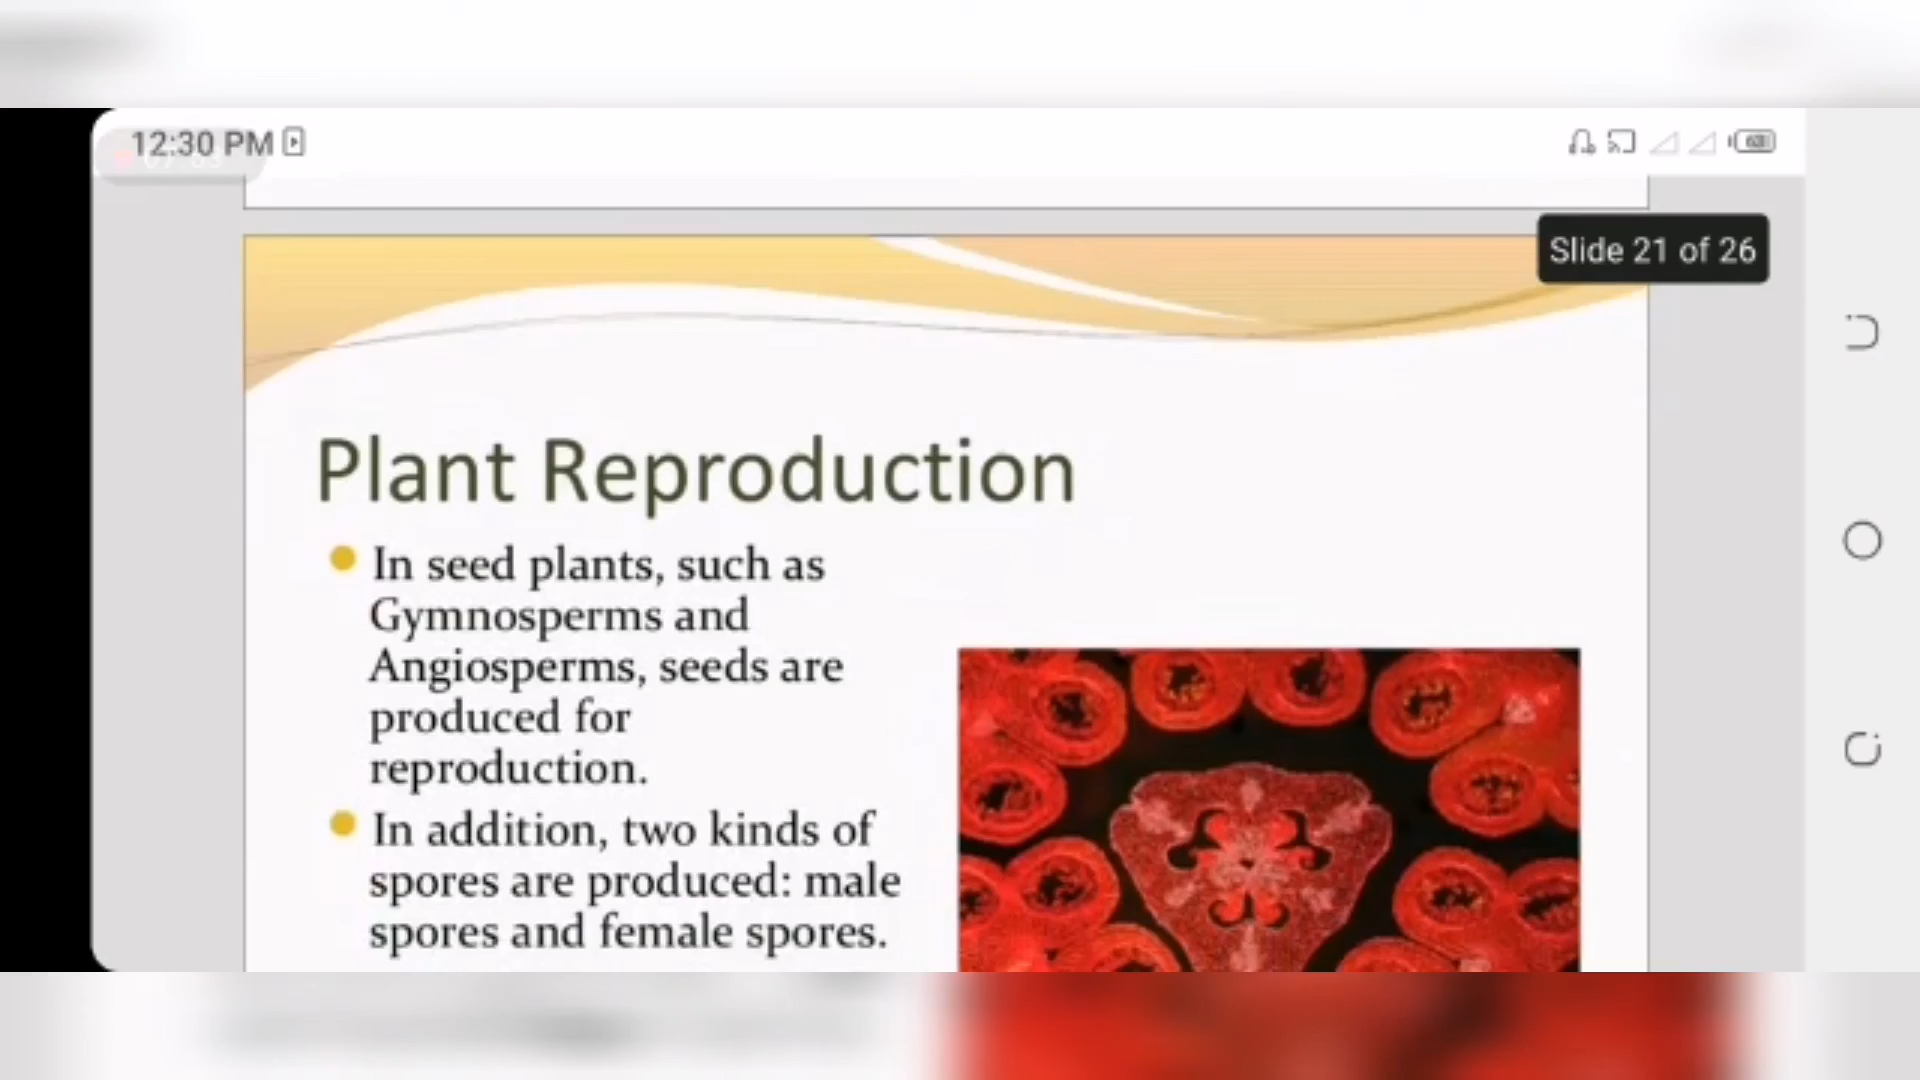 12:30 PM
Slide 21 of 26
Plant Reproduction
In seed plants, such as
Gymnosperms and
Angiosperms, seeds are
produced for
reproduction.
In addition, two kinds of
spores are produced: male
spores and female spores.